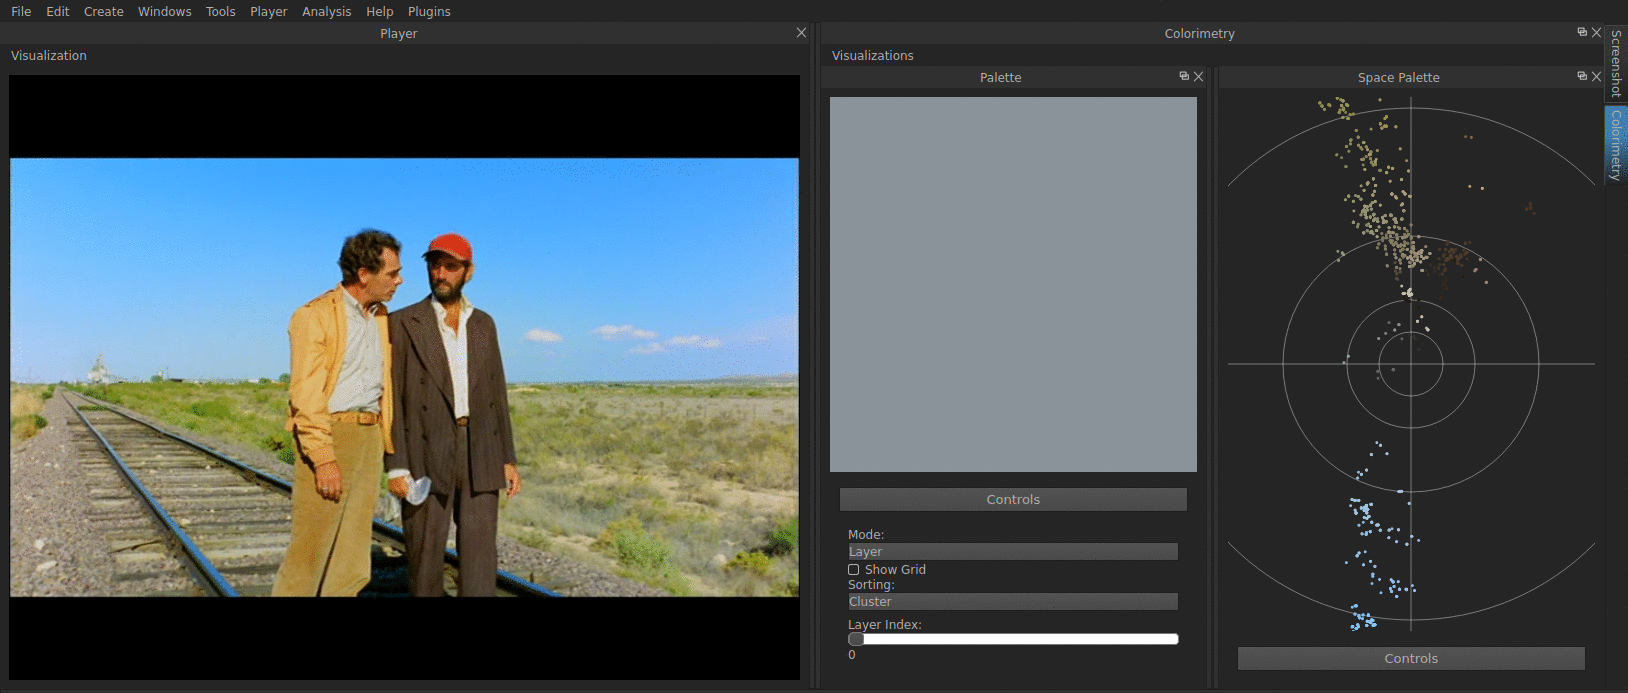 File Edit Create Windows Tools Player Analysis Help Plugins
Player
Visualization
Colorimetry
Visualizations
Palette
Controls
Mode:
Layer
Show Grid
Sorting:
Cluster
Layer Index:
0
Space Palette
Controls
Screenshot
Colorimetry